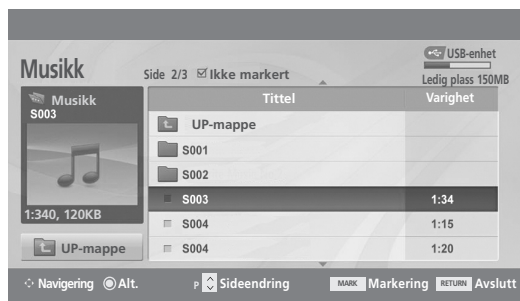 USB-enhet
Musikk
Side 2/3 Ikke markert
Ledig plass 150MB
Musikk
S003
1:340, 120KB
UP-mappe
Tittel Varighet
UP-mappe
S001
S002
S003 1:34
S004 1:15
S004 1:20
Navigering Alt. P Sideendring MARK Markering RETURN Avslutt